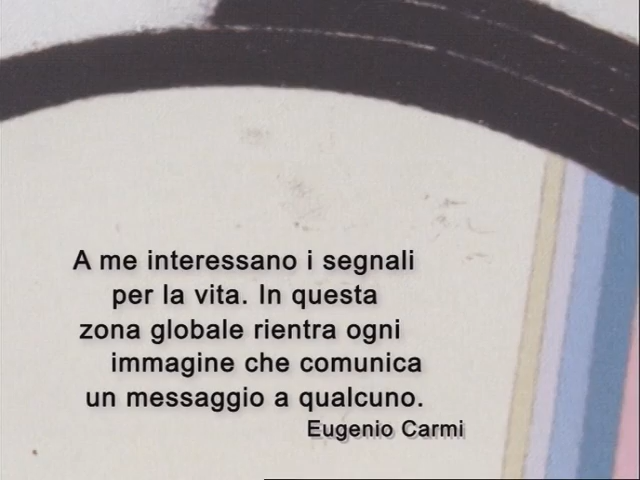 A me interessano i segnali
per la vita. In questa
zona globale rientra ogni
immagine che comunica
un messaggio a qualcuno.
Eugenio Carmi